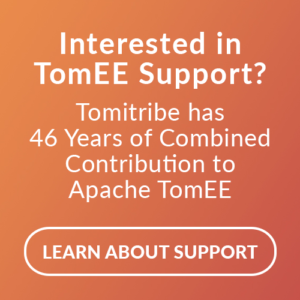 Interested in
TomEE Support?
Tomitribe has
46 Years of Combined
Contribution to
Apache TomEE
LEARN ABOUT SUPPORT